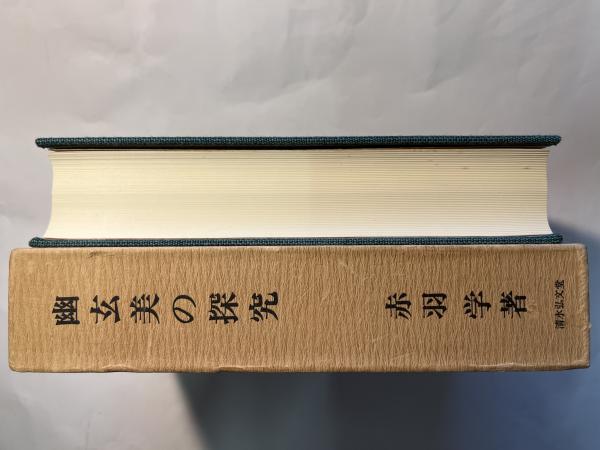 幽玄美の探究
赤羽学著
清水弘文堂